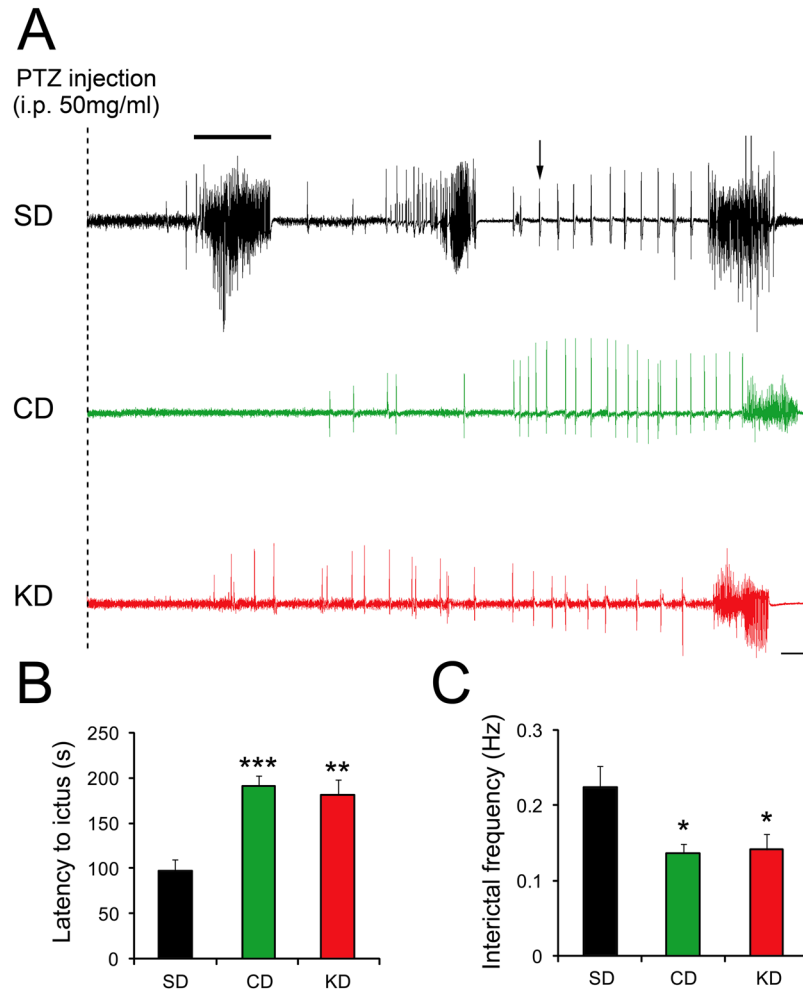 A
PTZ injection
(i.p. 50mg/ml)
SD
CD
KD
B
Latency to ictus (s)
250
200
150
100
50
0
***
**
SD CD KD
C
Interictal frequency (Hz)
0.3
0.2
0.1
0
*
*
SD CD KD